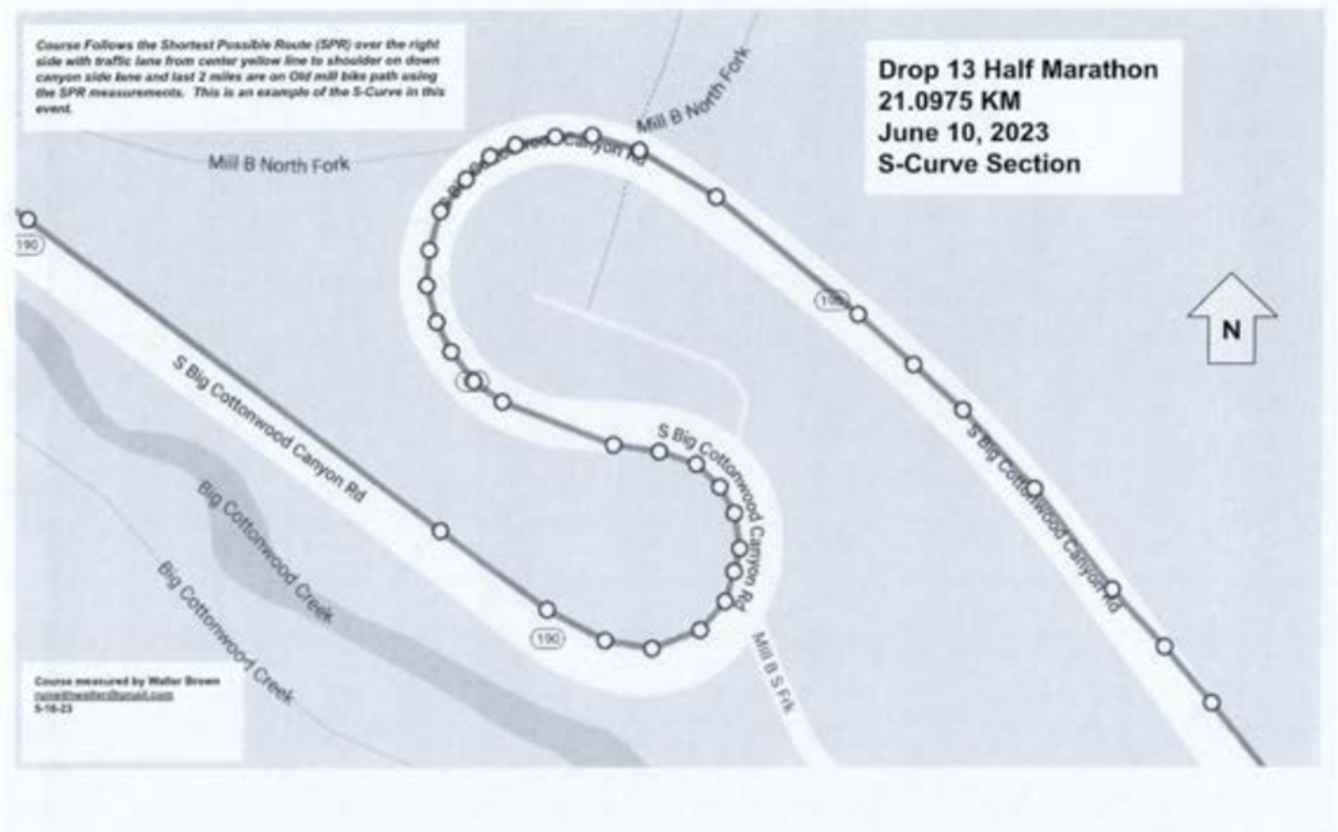 Course Follows the Shortest Possible Route (SPR) over the right
side with traffic lane from center yellow line to shoulder on down
canyon side lane and last 2 miles are on Old mill bike path using
the SPR measurements. This is an example of the S-Curve in this
event.
Drop 13 Half Marathon
21.0975 KM
June 10, 2023
S-Curve Section
Mill B North Fork
Mill B North Fork
Canyon Rd
190
190
N
S Big Cottonwood Canyon Rd
S Big Cottonwood Canyon Rd
S Big Cottonwood Canyon Rd
Big Cottonwood Creek
Big Cottonwood Creek
190
Mill B S Frk
Course measured by Walter Brown
5-16-23